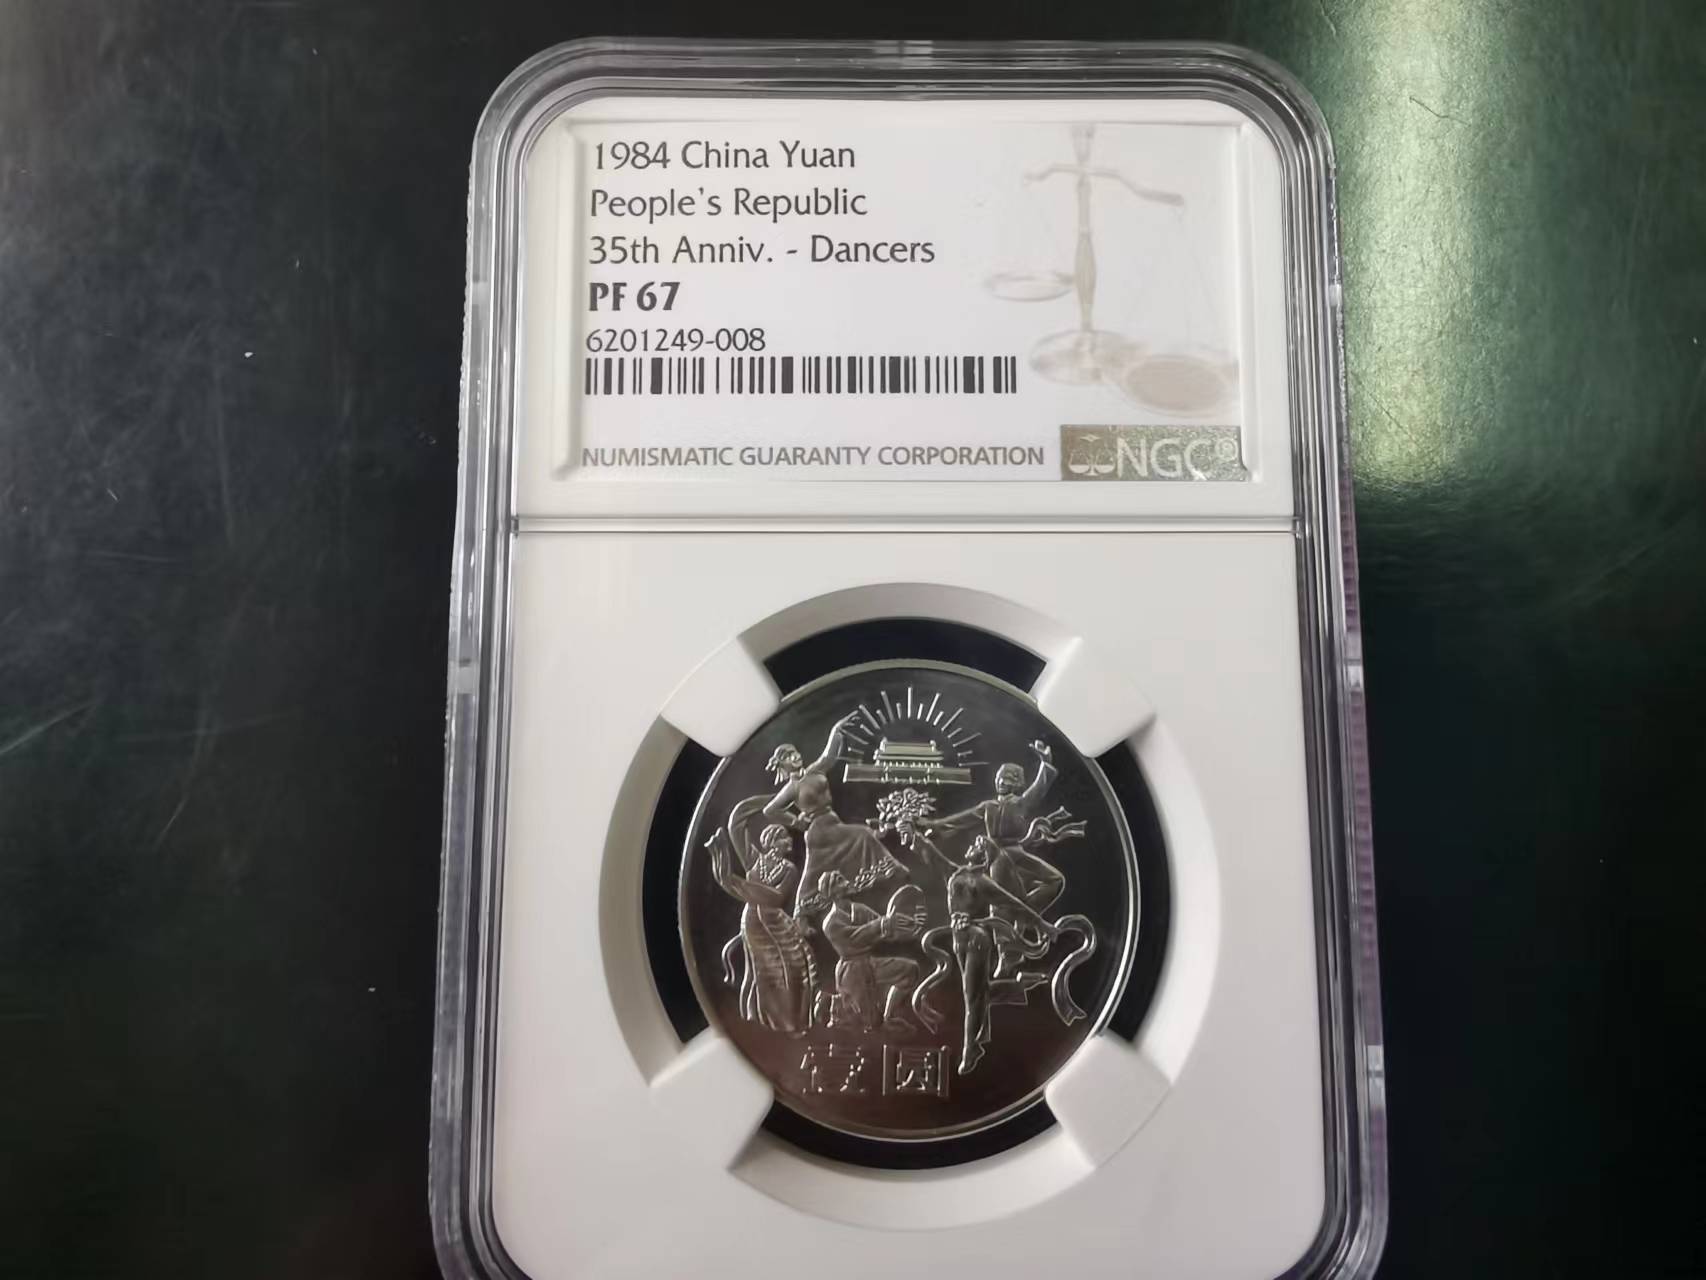 1984 China Yuan
People's Republic
35th Anniv. - Dancers
PF 67
6201249-008
NUMISMATIC GUARANTY CORPORATION
NGC®
壹圆